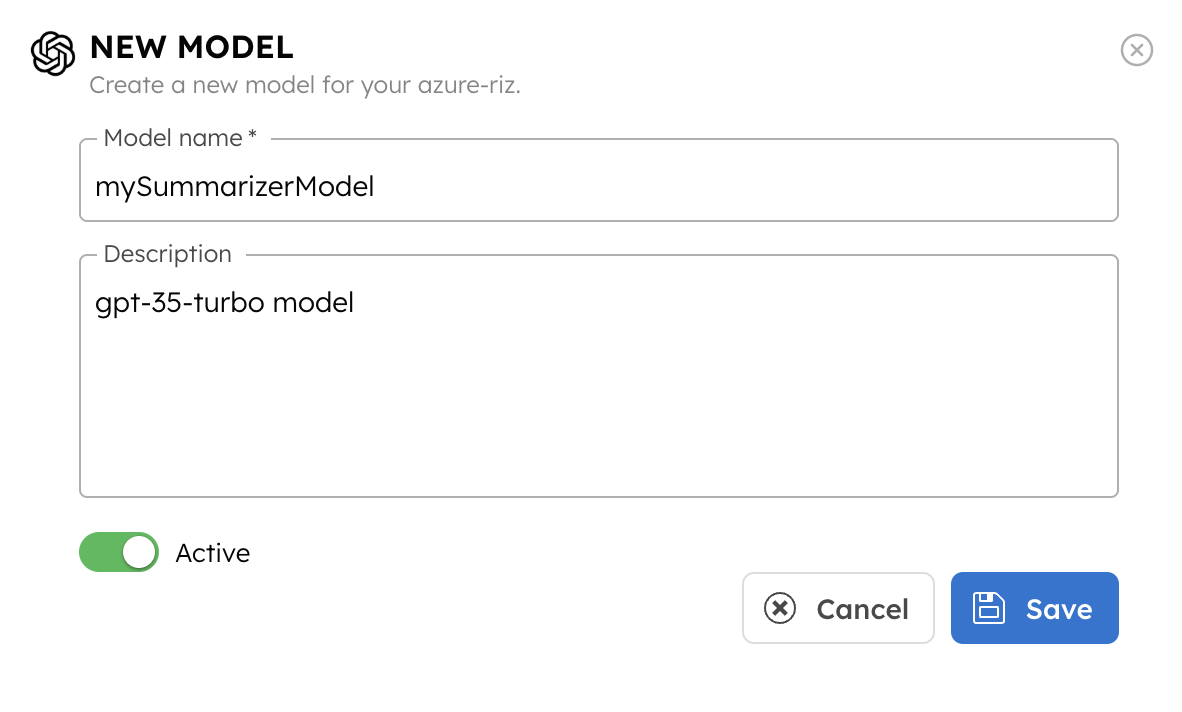 NEW MODEL
Create a new model for your azure-riz.
Model name *
mySummarizerModel
Description
gpt-35-turbo model
Active
Cancel
Save